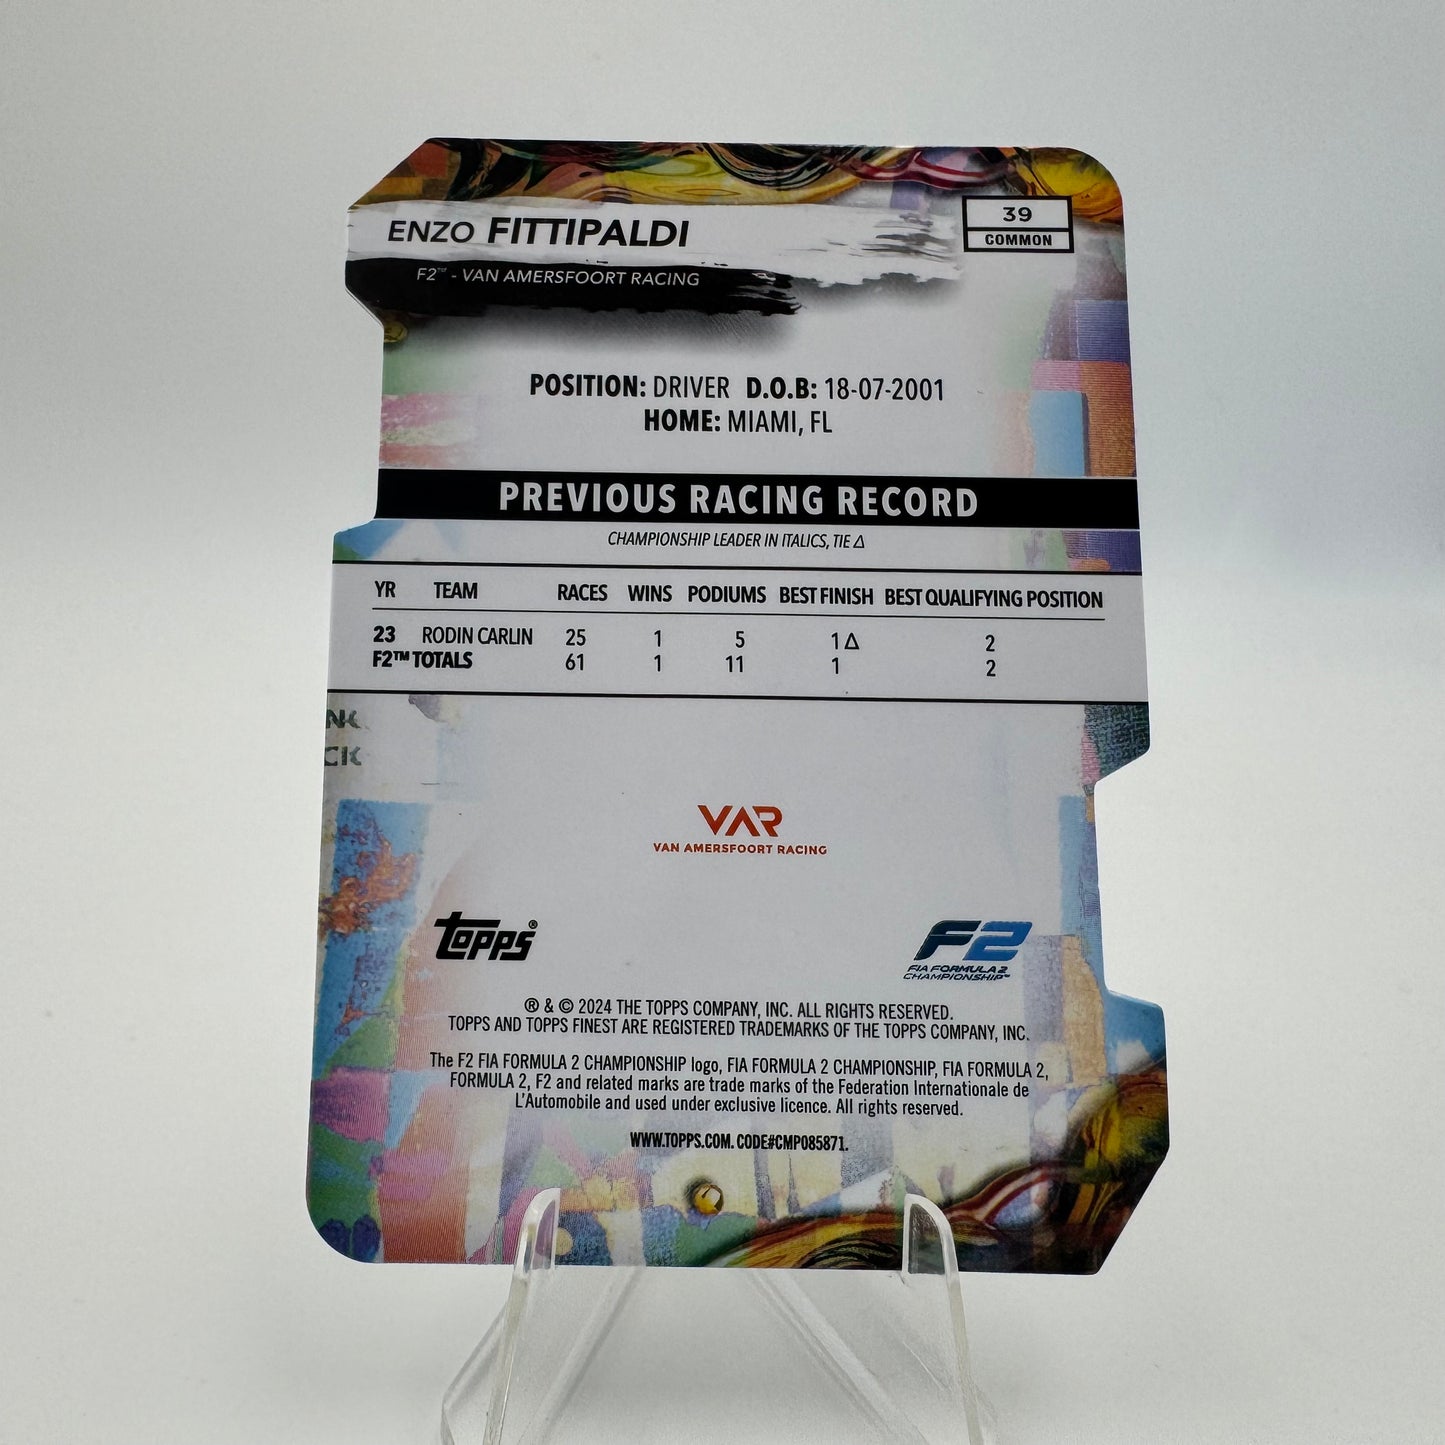 ENZO FITTIPALDI
39
COMMON
F2™ - VAN AMERSFOORT RACING
POSITION: DRIVER D.O.B: 18-07-2001
HOME: MIAMI, FL
PREVIOUS RACING RECORD
CHAMPIONSHIP LEADER IN ITALICS, TIE Δ
YR TEAM RACES WINS PODIUMS BEST FINISH BEST QUALIFYING POSITION
23 RODIN CARLIN 25 1 5 1 Δ 2
F2™ TOTALS 61 1 11 1 2
NK
CK
VAR
VAN AMERSFOORT RACING
topps®
F2
FIA FORMULA 2
CHAMPIONSHIP™
® & © 2024 THE TOPPS COMPANY, INC. ALL RIGHTS RESERVED.
TOPPS AND TOPPS FINEST ARE REGISTERED TRADEMARKS OF THE TOPPS COMPANY, INC.
The F2 FIA FORMULA 2 CHAMPIONSHIP logo, FIA FORMULA 2 CHAMPIONSHIP, FIA FORMULA 2,
FORMULA 2, F2 and related marks are trade marks of the Federation Internationale de
L'Automobile and used under exclusive licence. All rights reserved.
WWW.TOPPS.COM. CODE#CMP085871.